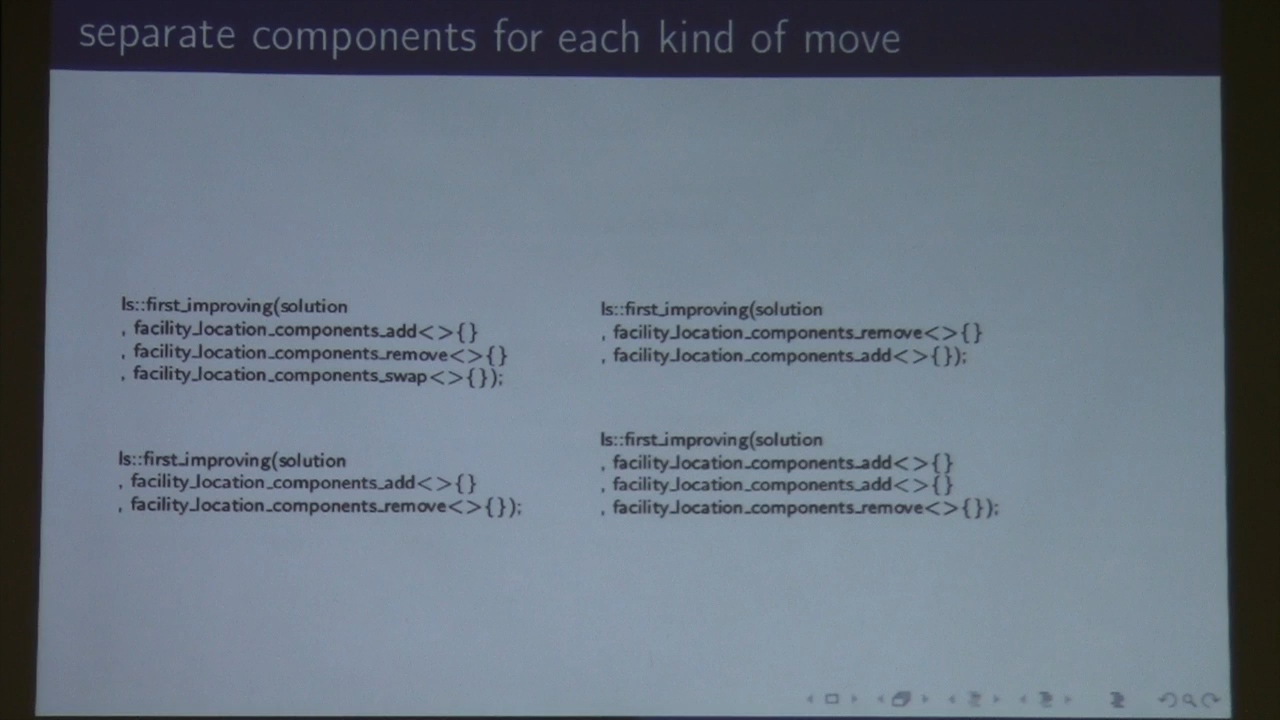 separate components for each kind of move
ls::first_improving(solution
, facility_location_components_add<>{}
, facility_location_components_remove<>{}
, facility_location_components_swap<>{});
ls::first_improving(solution
, facility_location_components_add<>{}
, facility_location_components_remove<>{});
ls::first_improving(solution
, facility_location_components_remove<>{}
, facility_location_components_add<>{});
ls::first_improving(solution
, facility_location_components_add<>{}
, facility_location_components_add<>{}
, facility_location_components_remove<>{});